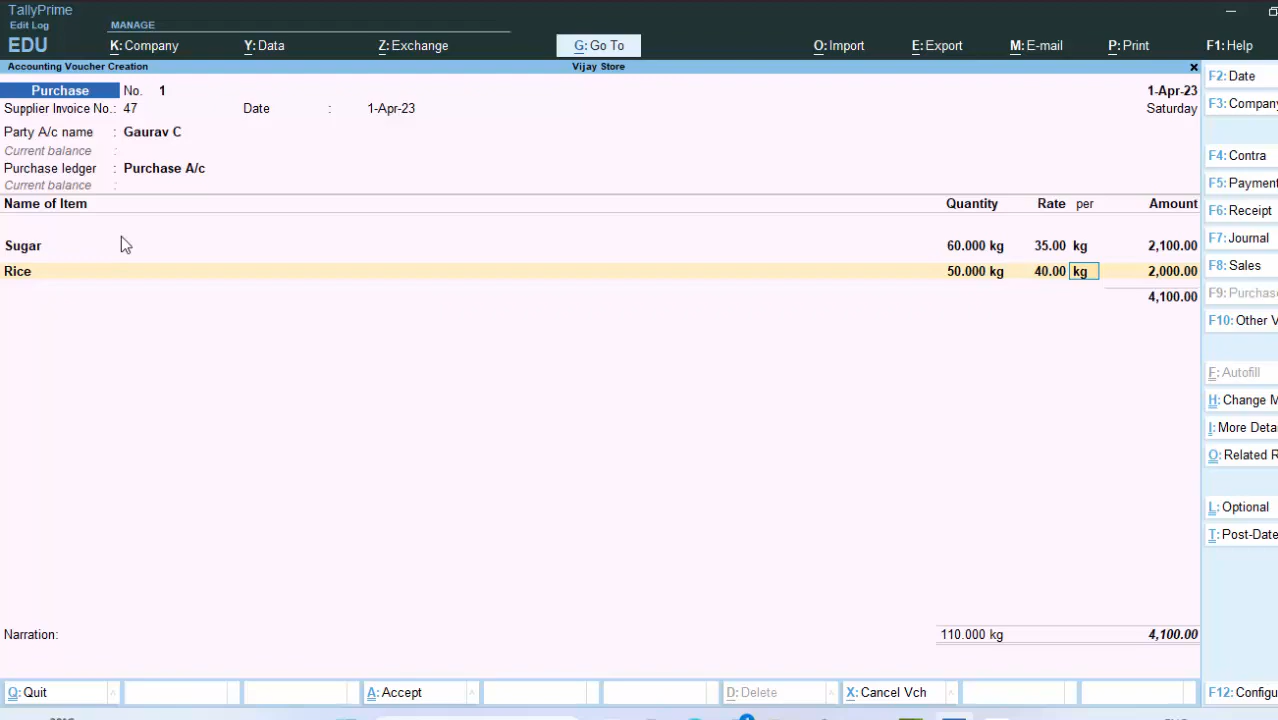 TallyPrime
Edit Log
EDU
MANAGE
K: Company
Y: Data
Z: Exchange
G: Go To
O: Import
E: Export
M: E-mail
P: Print
F1: Help
Accounting Voucher Creation
Vijay Store
Purchase No. 1
1-Apr-23
Supplier Invoice No.: 47 Date : 1-Apr-23
Saturday
Party A/c name : Gaurav C
Current balance :
Purchase ledger : Purchase A/c
Current balance :
Name of Item Quantity Rate per Amount
Sugar 60.000 kg 35.00 kg 2,100.00
Rice 50.000 kg 40.00 kg 2,000.00
4,100.00
Narration: 110.000 kg 4,100.00
Q: Quit
A: Accept
D: Delete
X: Cancel Vch
F2: Date
F3: Company
F4: Contra
F5: Payment
F6: Receipt
F7: Journal
F8: Sales
F9: Purchase
F10: Other V
F: Autofill
H: Change M
I: More Deta
O: Related R
L: Optional
T: Post-Date
F12: Configu